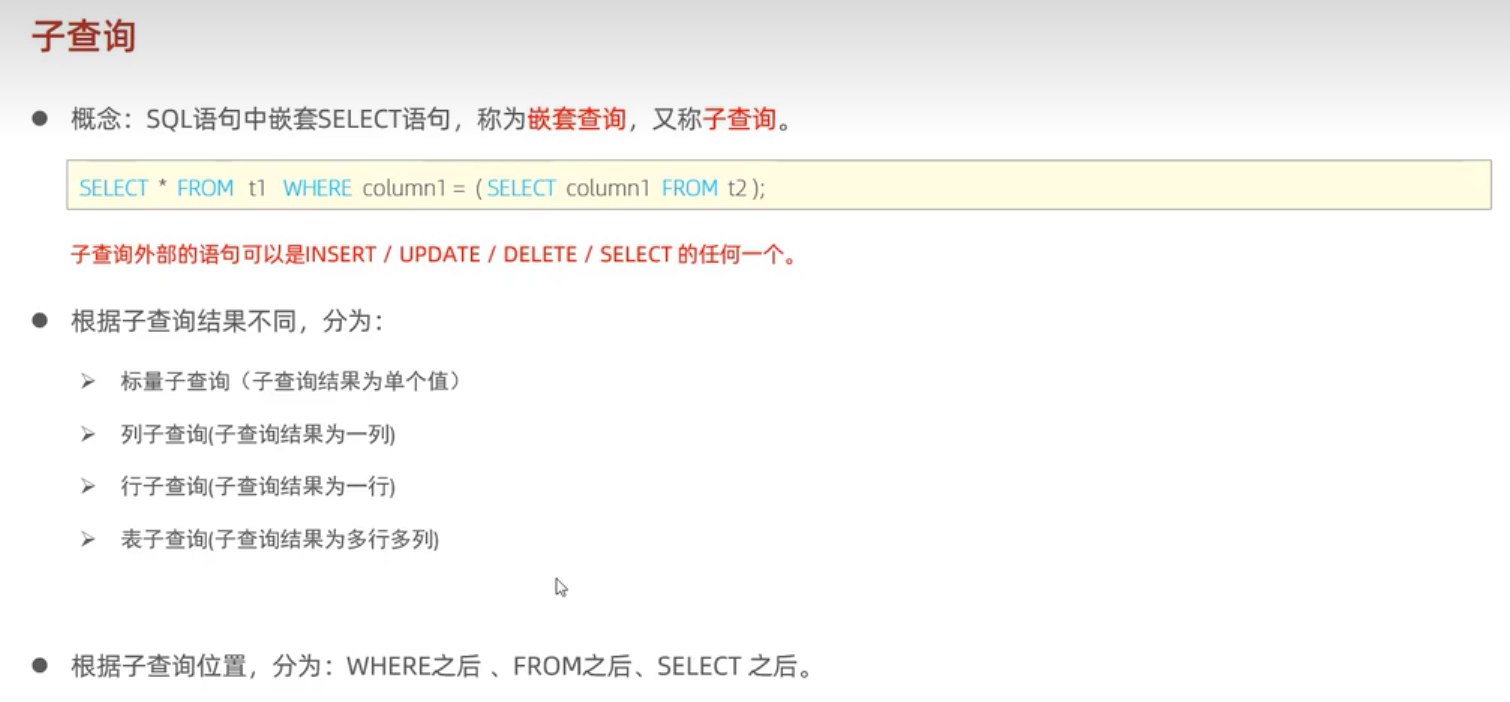 子查询
● 概念：SQL语句中嵌套SELECT语句，称为嵌套查询，又称子查询。
SELECT * FROM t1 WHERE column1 = ( SELECT column1 FROM t2 );
子查询外部的语句可以是INSERT / UPDATE / DELETE / SELECT 的任何一个。
● 根据子查询结果不同，分为：
➢ 标量子查询（子查询结果为单个值）
➢ 列子查询(子查询结果为一列)
➢ 行子查询(子查询结果为一行)
➢ 表子查询(子查询结果为多行多列)
● 根据子查询位置，分为：WHERE之后 、FROM之后、SELECT 之后。